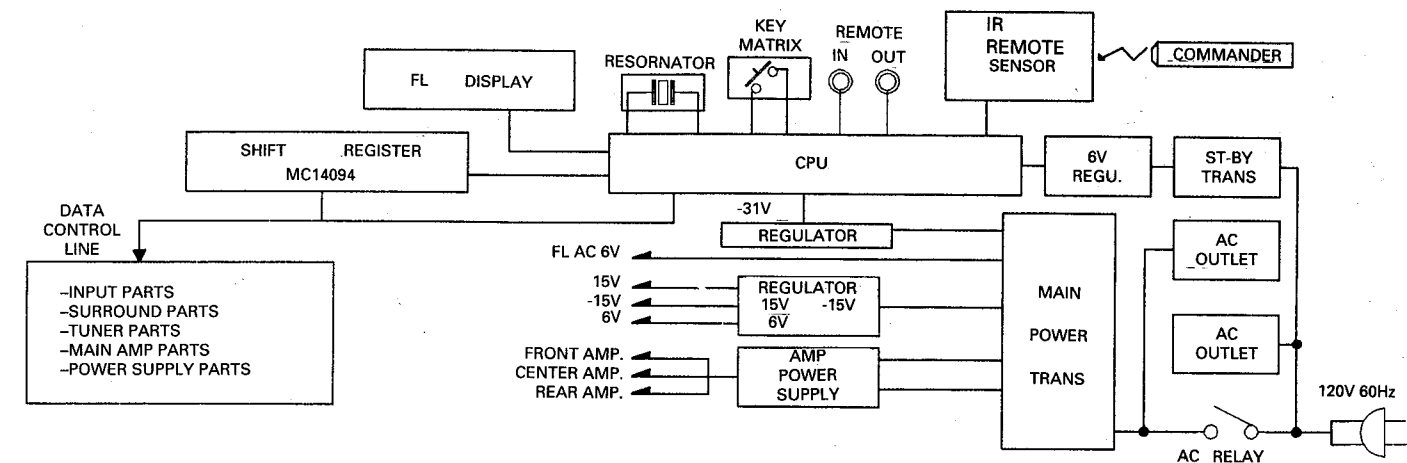 FL DISPLAY
RESORNATOR
KEY
MATRIX
REMOTE
IN OUT
IR
REMOTE
SENSOR
COMMANDER
SHIFT REGISTER
MC14094
CPU
6V
REGU.
ST-BY
TRANS
DATA
CONTROL
LINE
-31V
REGULATOR
AC
OUTLET
FL AC 6V
15V
-15V
6V
REGULATOR
15V -15V
6V
MAIN
POWER
TRANS
AC
OUTLET
–INPUT PARTS
–SURROUND PARTS
–TUNER PARTS
–MAIN AMP PARTS
–POWER SUPPLY PARTS
FRONT AMP.
CENTER AMP.
REAR AMP.
AMP
POWER
SUPPLY
120V 60Hz
AC RELAY